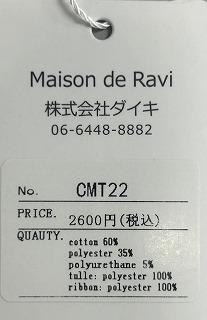 Maison de Ravi
株式会社ダイキ
06-6448-8882
No. CMT22
PRICE. 2600円(税込)
QUAUTY. cotton 60%
polyester 35%
polyurethane 5%
tulle: polyester 100%
ribbon: polyester 100%